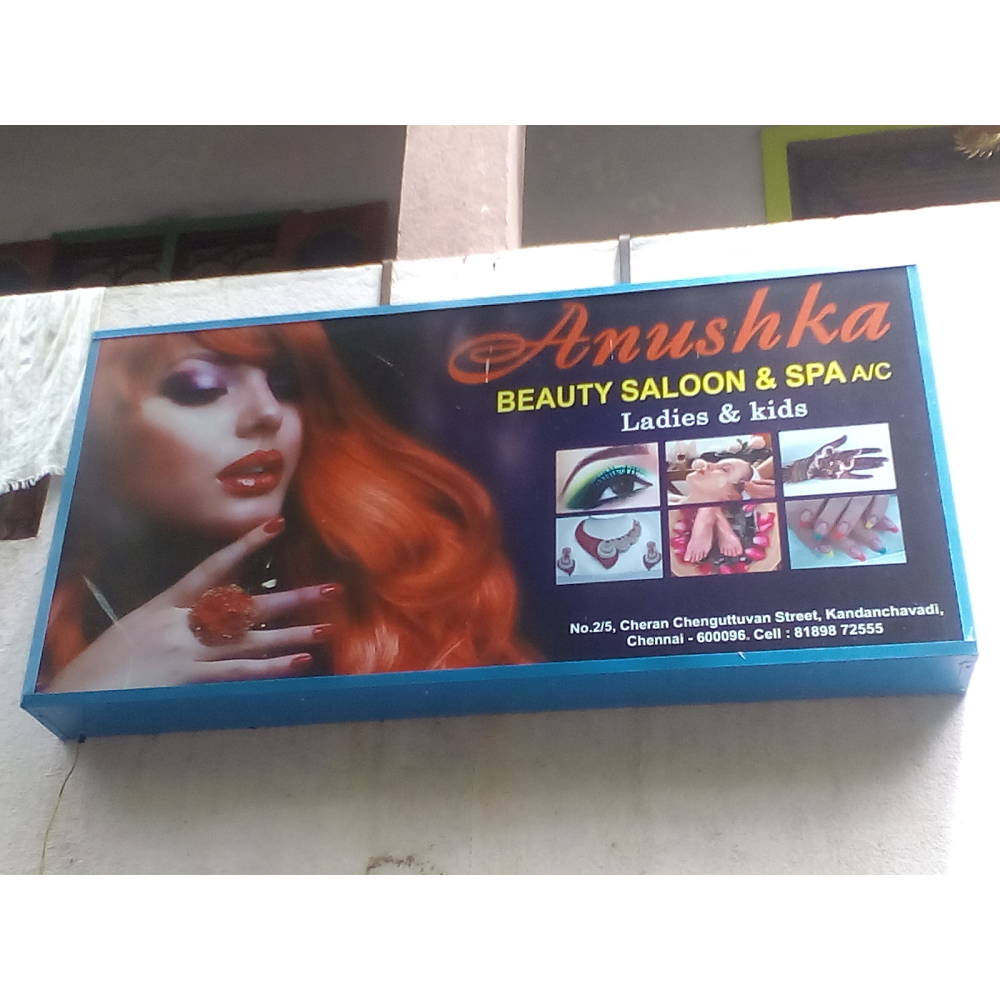 Anushka
BEAUTY SALOON & SPA A/C
Ladies & kids
No.2/5, Cheran Chenguttuvan Street, Kandanchavadi,
Chennai - 600096. Cell : 81898 72555